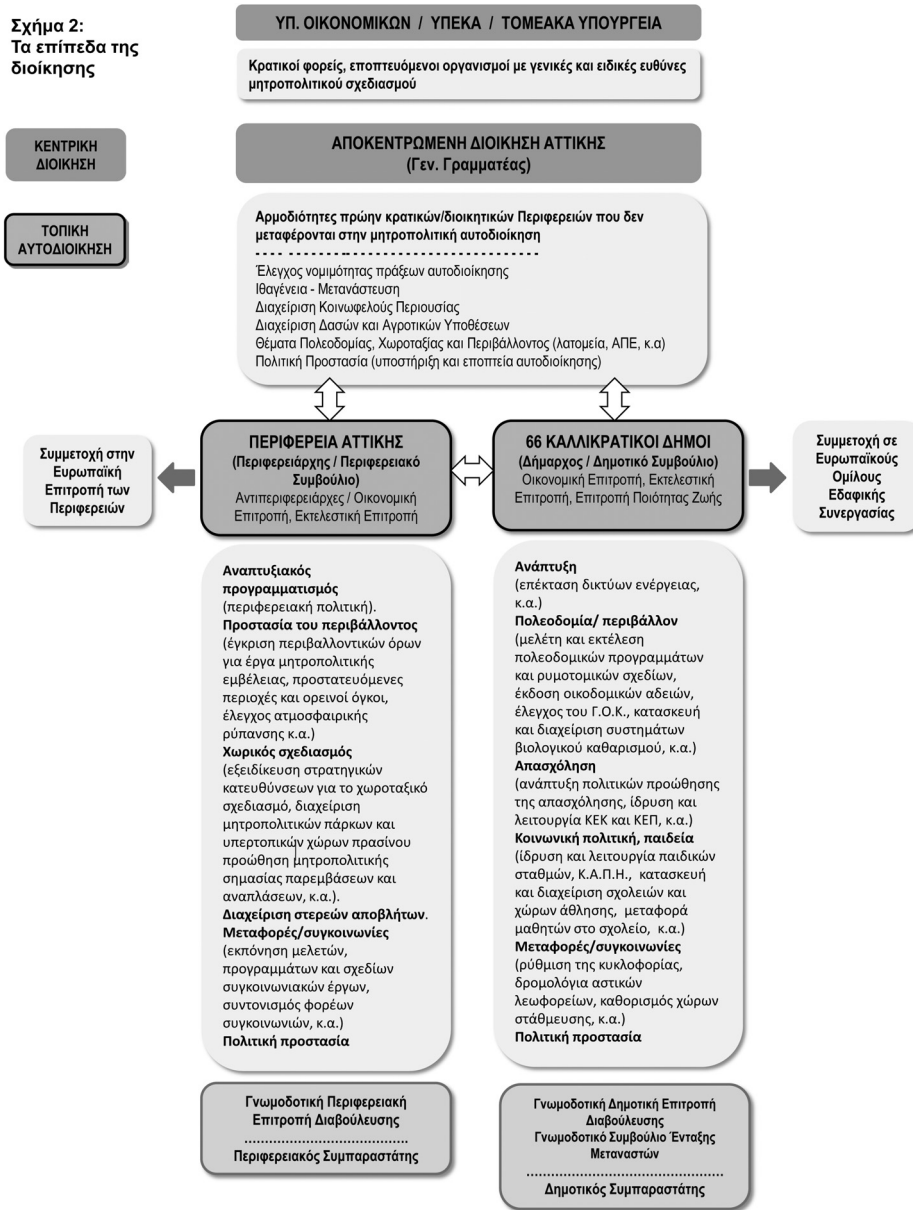 Σχήμα 2:
Τα επίπεδα της
διοίκησης
ΥΠ. ΟΙΚΟΝΟΜΙΚΩΝ / ΥΠΕΚΑ / ΤΟΜΕΑΚΑ ΥΠΟΥΡΓΕΙΑ
Κρατικοί φορείς, εποπτευόμενοι οργανισμοί με γενικές και ειδικές ευθύνες
μητροπολιτικού σχεδιασμού
ΚΕΝΤΡΙΚΗ
ΔΙΟΙΚΗΣΗ
ΑΠΟΚΕΝΤΡΩΜΕΝΗ ΔΙΟΙΚΗΣΗ ΑΤΤΙΚΗΣ
(Γεν. Γραμματέας)
ΤΟΠΙΚΗ
ΑΥΤΟΔΙΟΙΚΗΣΗ
Αρμοδιότητες πρώην κρατικών/διοικητικών Περιφερειών που δεν
μεταφέρονται στην μητροπολιτική αυτοδιοίκηση
Έλεγχος νομιμότητας πράξεων αυτοδιοίκησης
Ιθαγένεια - Μετανάστευση
Διαχείριση Κοινωφελούς Περιουσίας
Διαχείριση Δασών και Αγροτικών Υποθέσεων
Θέματα Πολεοδομίας, Χωροταξίας και Περιβάλλοντος (λατομεία, ΑΠΕ, κ.α)
Πολιτική Προστασία (υποστήριξη και εποπτεία αυτοδιοίκησης)
Συμμετοχή στην
Ευρωπαϊκή
Επιτροπή των
Περιφερειών
ΠΕΡΙΦΕΡΕΙΑ ΑΤΤΙΚΗΣ
(Περιφερειάρχης / Περιφερειακό
Συμβούλιο)
Αντιπεριφερειάρχες / Οικονομική
Επιτροπή, Εκτελεστική Επιτροπή
66 ΚΑΛΛΙΚΡΑΤΙΚΟΙ ΔΗΜΟΙ
(Δήμαρχος / Δημοτικό Συμβούλιο)
Οικονομική Επιτροπή, Εκτελεστική
Επιτροπή, Επιτροπή Ποιότητας Ζωής
Συμμετοχή σε
Ευρωπαϊκούς
Ομίλους
Εδαφικής
Συνεργασίας
Αναπτυξιακός
προγραμματισμός
(περιφερειακή πολιτική).
Προστασία του περιβάλλοντος
(έγκριση περιβαλλοντικών όρων
για έργα μητροπολιτικής
εμβέλειας, προστατευόμενες
περιοχές και ορεινοί όγκοι,
έλεγχος ατμοσφαιρικής
ρύπανσης κ.α.)
Χωρικός σχεδιασμός
(εξειδίκευση στρατηγικών
κατευθύνσεων για το χωροταξικό
σχεδιασμό, διαχείριση
μητροπολιτικών πάρκων και
υπερτοπικών χώρων πρασίνου
προώθηση μητροπολιτικής
σημασίας παρεμβάσεων και
αναπλάσεων, κ.α.).
Διαχείριση στερεών αποβλήτων.
Μεταφορές/συγκοινωνίες
(εκπόνηση μελετών,
προγραμμάτων και σχεδίων
συγκοινωνιακών έργων,
συντονισμός φορέων
συγκοινωνιών, κ.α.)
Πολιτική προστασία
Ανάπτυξη
(επέκταση δικτύων ενέργειας,
κ.α.)
Πολεοδομία/ περιβάλλον
(μελέτη και εκτέλεση
πολεοδομικών προγραμμάτων
και ρυμοτομικών σχεδίων,
έκδοση οικοδομικών αδειών,
έλεγχος του Γ.Ο.Κ., κατασκευή
και διαχείριση συστημάτων
βιολογικού καθαρισμού, κ.α.)
Απασχόληση
(ανάπτυξη πολιτικών προώθησης
της απασχόλησης, ίδρυση και
λειτουργία ΚΕΚ και ΚΕΠ, κ.α.)
Κοινωνική πολιτική, παιδεία
(ίδρυση και λειτουργία παιδικών
σταθμών, Κ.Α.Π.Η., κατασκευή
και διαχείριση σχολειών και
χώρων άθλησης, μεταφορά
μαθητών στο σχολείο, κ.α.)
Μεταφορές/συγκοινωνίες
(ρύθμιση της κυκλοφορίας,
δρομολόγια αστικών
λεωφορείων, καθορισμός χώρων
στάθμευσης, κ.α.)
Πολιτική προστασία
Γνωμοδοτική Περιφερειακή
Επιτροπή Διαβούλευσης
Περιφερειακός Συμπαραστάτης
Γνωμοδοτική Δημοτική Επιτροπή
Διαβούλευσης
Γνωμοδοτικό Συμβούλιο Ένταξης
Μεταναστών
Δημοτικός Συμπαραστάτης